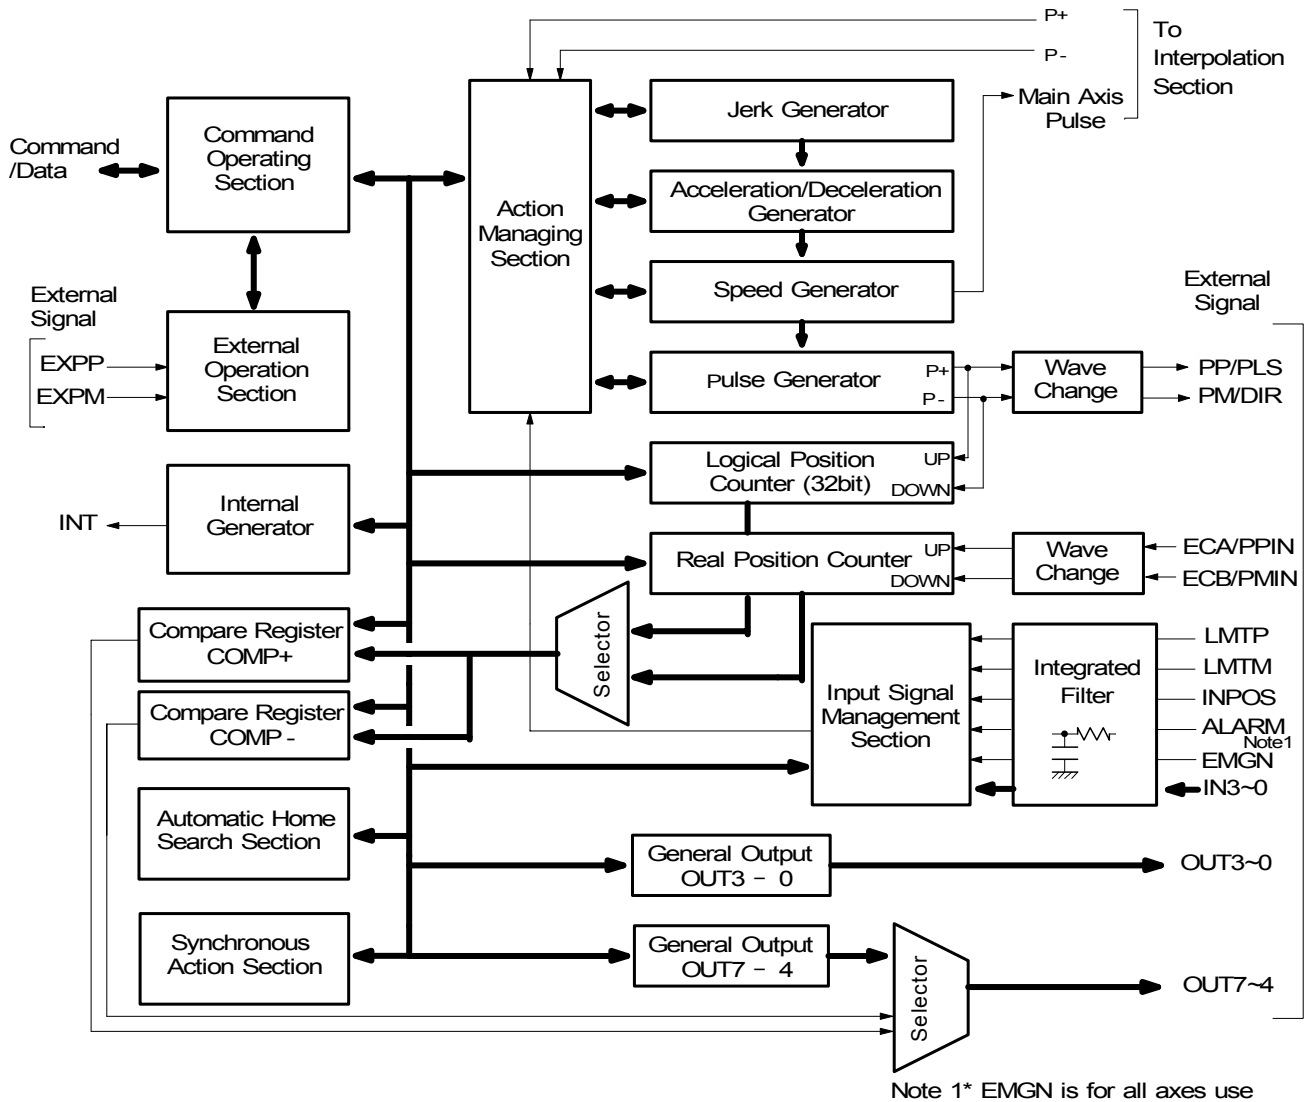 P+
To
P-
Interpolation
Section
Main Axis
Pulse
Command
/Data
Command
Operating
Section
Action
Managing
Section
Jerk Generator
Acceleration/Deceleration
Generator
Speed Generator
Pulse Generator
P+
P-
Wave
Change
External
Signal
PP/PLS
PM/DIR
External
Signal
EXPP
EXPM
External
Operation
Section
Logical Position
Counter (32bit)
UP
DOWN
INT
Internal
Generator
Real Position Counter
UP
DOWN
Wave
Change
ECA/PPIN
ECB/PMIN
Compare Register
COMP+
Compare Register
COMP -
Selector
Input Signal
Management
Section
Integrated
Filter
LMTP
LMTM
INPOS
ALARM
Note1
EMGN
IN3~0
Automatic Home
Search Section
General Output
OUT3 - 0
OUT3~0
Synchronous
Action Section
General Output
OUT7 - 4
Selector
OUT7~4
Note 1* EMGN is for all axes use